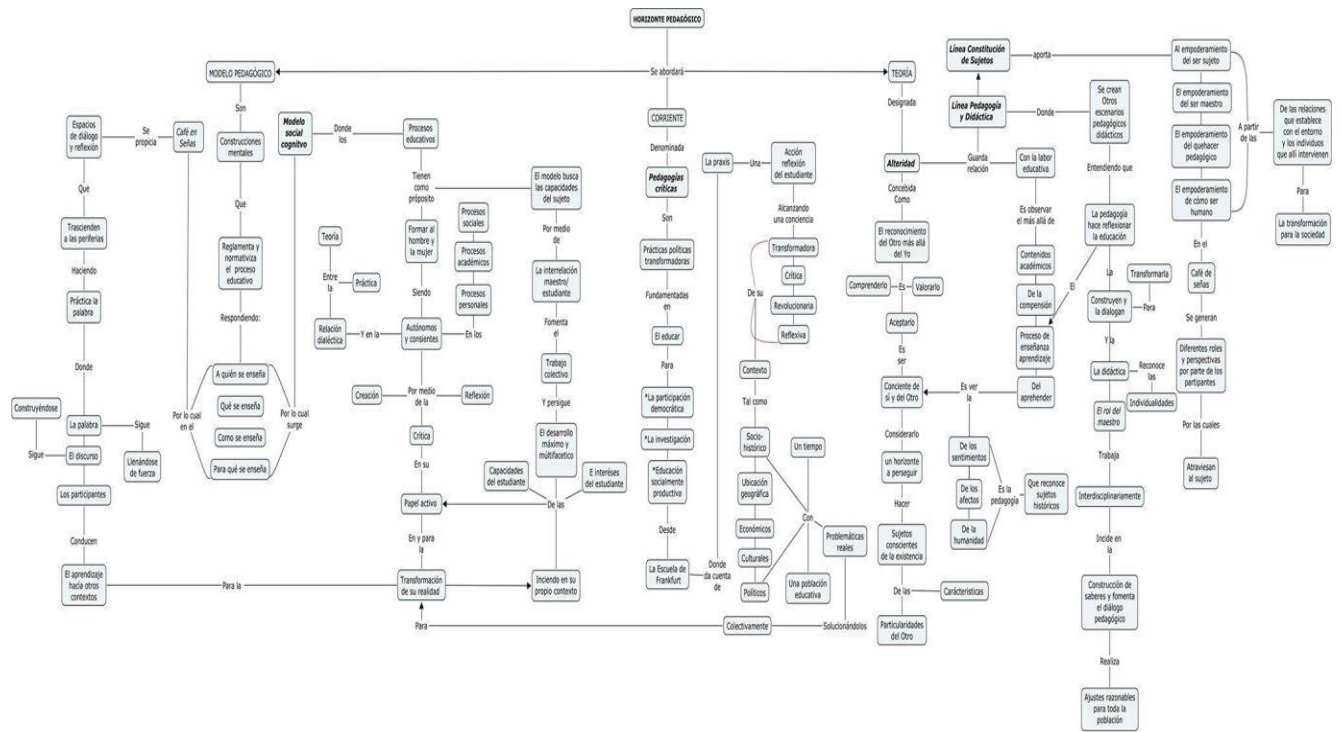 HORIZONTE PEDAGÓGICO
Se abordará
MODELO PEDAGÓGICO
Son
Construcciones
mentales
Que
Reglamenta y
normativiza
el proceso
educativo
Respondiendo:
A quién se enseña
Qué se enseña
Como se enseña
Para qué se enseña
Por lo cual
en el
Café en
Señas
Se
propicia
Espacios
de diálogo
y reflexión
Que
Trascienden
a las periferias
Haciendo
Práctica la
palabra
Donde
La palabra
Construyéndose
Sigue
El discurso
Sigue
Llenándose
de fuerza
Los participantes
Conducen
El aprendizaje
hacía otros
contextos
Para la
Por lo cual
surge
Modelo
social
cognitvo
Donde
los
Procesos
educativos
Tienen
como
própósito
Formar al
hombre y
la mujer
Siendo
Autónomos
y consientes
Y en la
Relación
dialéctica
Entre
la
Teoría
Práctica
En los
Procesos
personales
Procesos
académicos
Procesos
sociales
Por medio
de la
Creación
Reflexión
Crítica
En su
Papel activo
En y para
la
Transformación
de su realidad
El modelo busca
las capacidades
del sujeto
Por medio
de
La interrelación
maestro/
estudiante
Fomenta
el
Trabajo
colectivo
Y persigue
El desarrollo
máximo y
múltifacetico
Capacidades
del estudiante
E interéses
del estudiante
De las
Inciendo en su
propio contexto
CORRIENTE
Denominada
Pedagogías
críticas
Son
Prácticas políticas
transformadoras
Fundamentadas
en
El educar
Para
*La participación
democrática
*La investigación
*Educación
socialmente
productiva
Desde
La Escuela de
Frankfurt
Donde
da cuenta
de
La praxis
Una
Acción
reflexión
del estudiante
Alcanzando
una conciencia
Transformadora
Crítica
Revolucionaria
Reflexiva
De su
Contexto
Tal como
Socio-
histórico
Ubicación
geográfica
Económicos
Culturales
Políticos
Con
Un tiempo
Problemáticas
reales
Una población
educativa
Solucionándolos
Colectivamente
Para
TEORÍA
Designada
Alteridad
Concebida
Como
El reconocimiento
del Otro más allá
del Yo
Es
Comprenderlo
Valorarlo
Aceptarlo
Es
ser
Conciente de
sí y del Otro
Considerarlo
un horizonte
a perseguir
Hacer
Sujetos
conscientes
de la existencia
De las
Carácteristicas
Particularidades
del Otro
Guarda
relación
Línea Pedagogía
y Didáctica
Línea Constitución
de Sujetos
aporta
Al empoderamiento
del ser sujeto
El empoderamiento
del ser maestro
El empoderamiento
del quehacer
pedagógico
El empoderamiento
de cómo ser
humano
A partir
de las
De las relaciones
que establece
con el entorno
y los individuos
que allí intervienen
Para
La transformación
para la sociedad
En el
Café de
señas
Se generan
Diferentes roles
y perspectivas
por parte de los
partipantes
Por las cuales
Atraviesan
al sujeto
Con la labor
educativa
Es observar
el más allá de
Contenidos
académicos
De la
compensión
Proceso de
enseñanza
aprendizaje
Del
aprehender
Es ver
la
De los
sentimientos
De los
afectos
De la
humanidad
Es la
pedagogía
Que reconoce
sujetos
históricos
Donde
Se crean
Otros
escenarios
pedagógicos
didácticos
Entendiendo que
La pedagogía
hace reflexionar
la educación
El
La
Construyen y
la dialogan
Para
Transformarla
Y la
La didáctica
Reconoce
las
Individualidades
El rol del
maestro
Trabaja
Interdisciplinariamente
Incide en
la
Construcción de
saberes y fomenta
el diálogo
pedagógico
Realiza
Ajustes razonables
para toda la
población